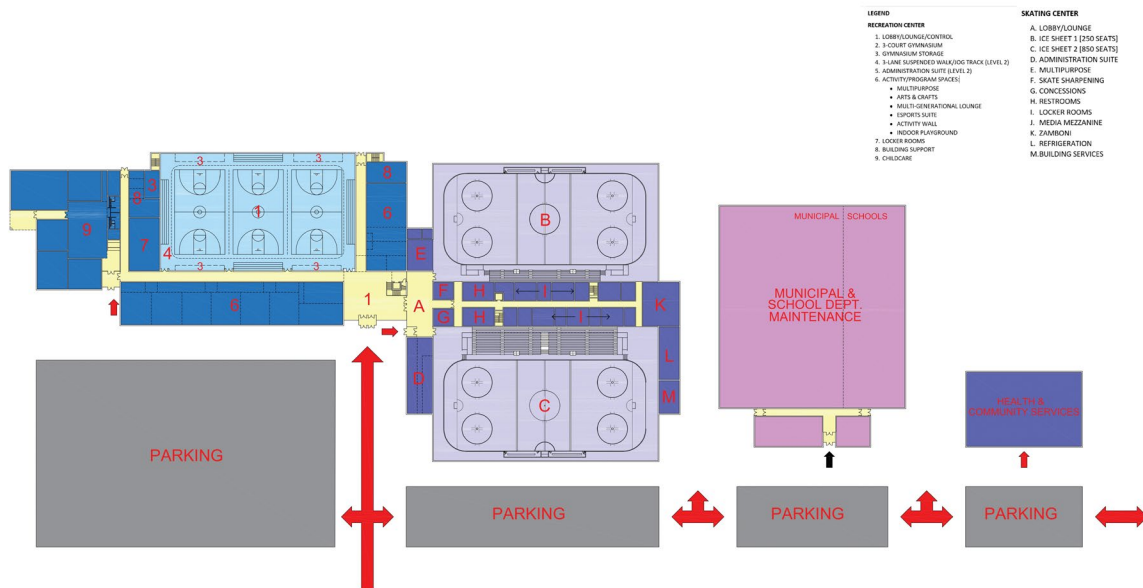 LEGEND
RECREATION CENTER
1. LOBBY/LOUNGE/CONTROL
2. 3-COURT GYMNASIUM
3. GYMNASIUM STORAGE
4. 3-LANE SUSPENDED WALK/JOG TRACK (LEVEL 2)
5. ADMINISTRATION SUITE (LEVEL 2)
6. ACTIVITY/PROGRAM SPACES:
• MULTIPURPOSE
• ARTS & CRAFTS
• MULTI-GENERATIONAL LOUNGE
• ESPORTS SUITE
• ACTIVITY WALL
• INDOOR PLAYGROUND
7. LOCKER ROOMS
8. BUILDING SUPPORT
9. CHILDCARE
SKATING CENTER
A. LOBBY/LOUNGE
B. ICE SHEET 1 [250 SEATS]
C. ICE SHEET 2 [850 SEATS]
D. ADMINISTRATION SUITE
E. MULTIPURPOSE
F. SKATE SHARPENING
G. CONCESSIONS
H. RESTROOMS
I. LOCKER ROOMS
J. MEDIA MEZZANINE
K. ZAMBONI
L. REFRIGERATION
M.BUILDING SERVICES
3
3
8
3
8
6
1
B
9
7
4
3
3
E
6
1
A
F
H
I
K
G
H
I
L
D
M
C
MUNICIPAL
SCHOOLS
MUNICIPAL &
SCHOOL DEPT.
MAINTENANCE
HEALTH &
COMMUNITY SERVICES
PARKING
PARKING
PARKING
PARKING